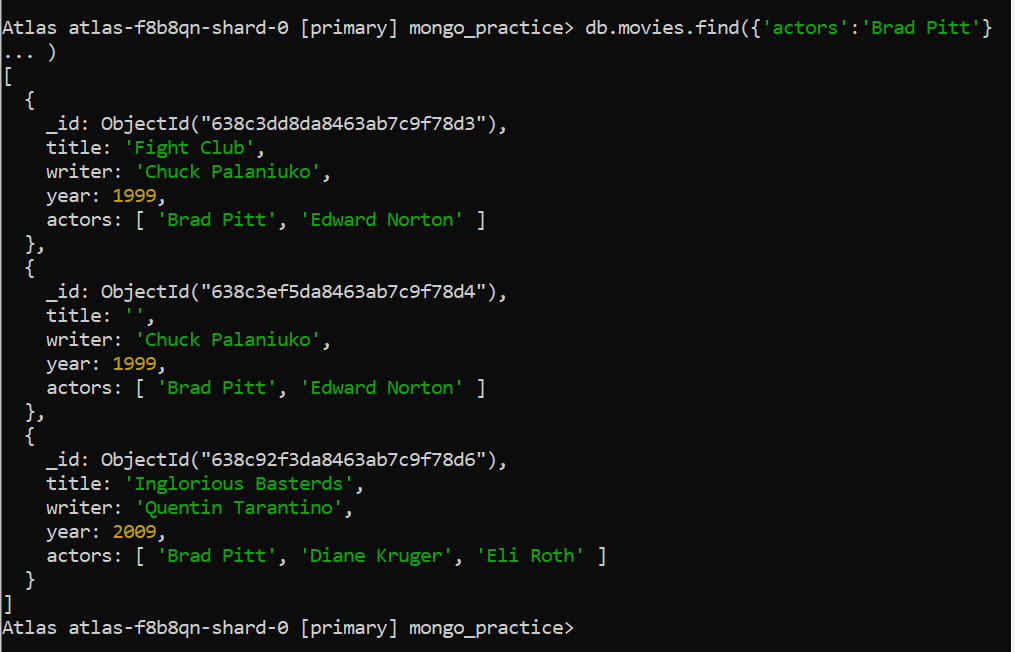 Atlas atlas-f8b8qn-shard-0 [primary] mongo_practice> db.movies.find({'actors':'Brad Pitt'}
... )
[
  {
    _id: ObjectId("638c3dd8da8463ab7c9f78d3"),
    title: 'Fight Club',
    writer: 'Chuck Palaniuko',
    year: 1999,
    actors: [ 'Brad Pitt', 'Edward Norton' ]
  },
  {
    _id: ObjectId("638c3ef5da8463ab7c9f78d4"),
    title: '',
    writer: 'Chuck Palaniuko',
    year: 1999,
    actors: [ 'Brad Pitt', 'Edward Norton' ]
  },
  {
    _id: ObjectId("638c92f3da8463ab7c9f78d6"),
    title: 'Inglorious Basterds',
    writer: 'Quentin Tarantino',
    year: 2009,
    actors: [ 'Brad Pitt', 'Diane Kruger', 'Eli Roth' ]
  }
]
Atlas atlas-f8b8qn-shard-0 [primary] mongo_practice>